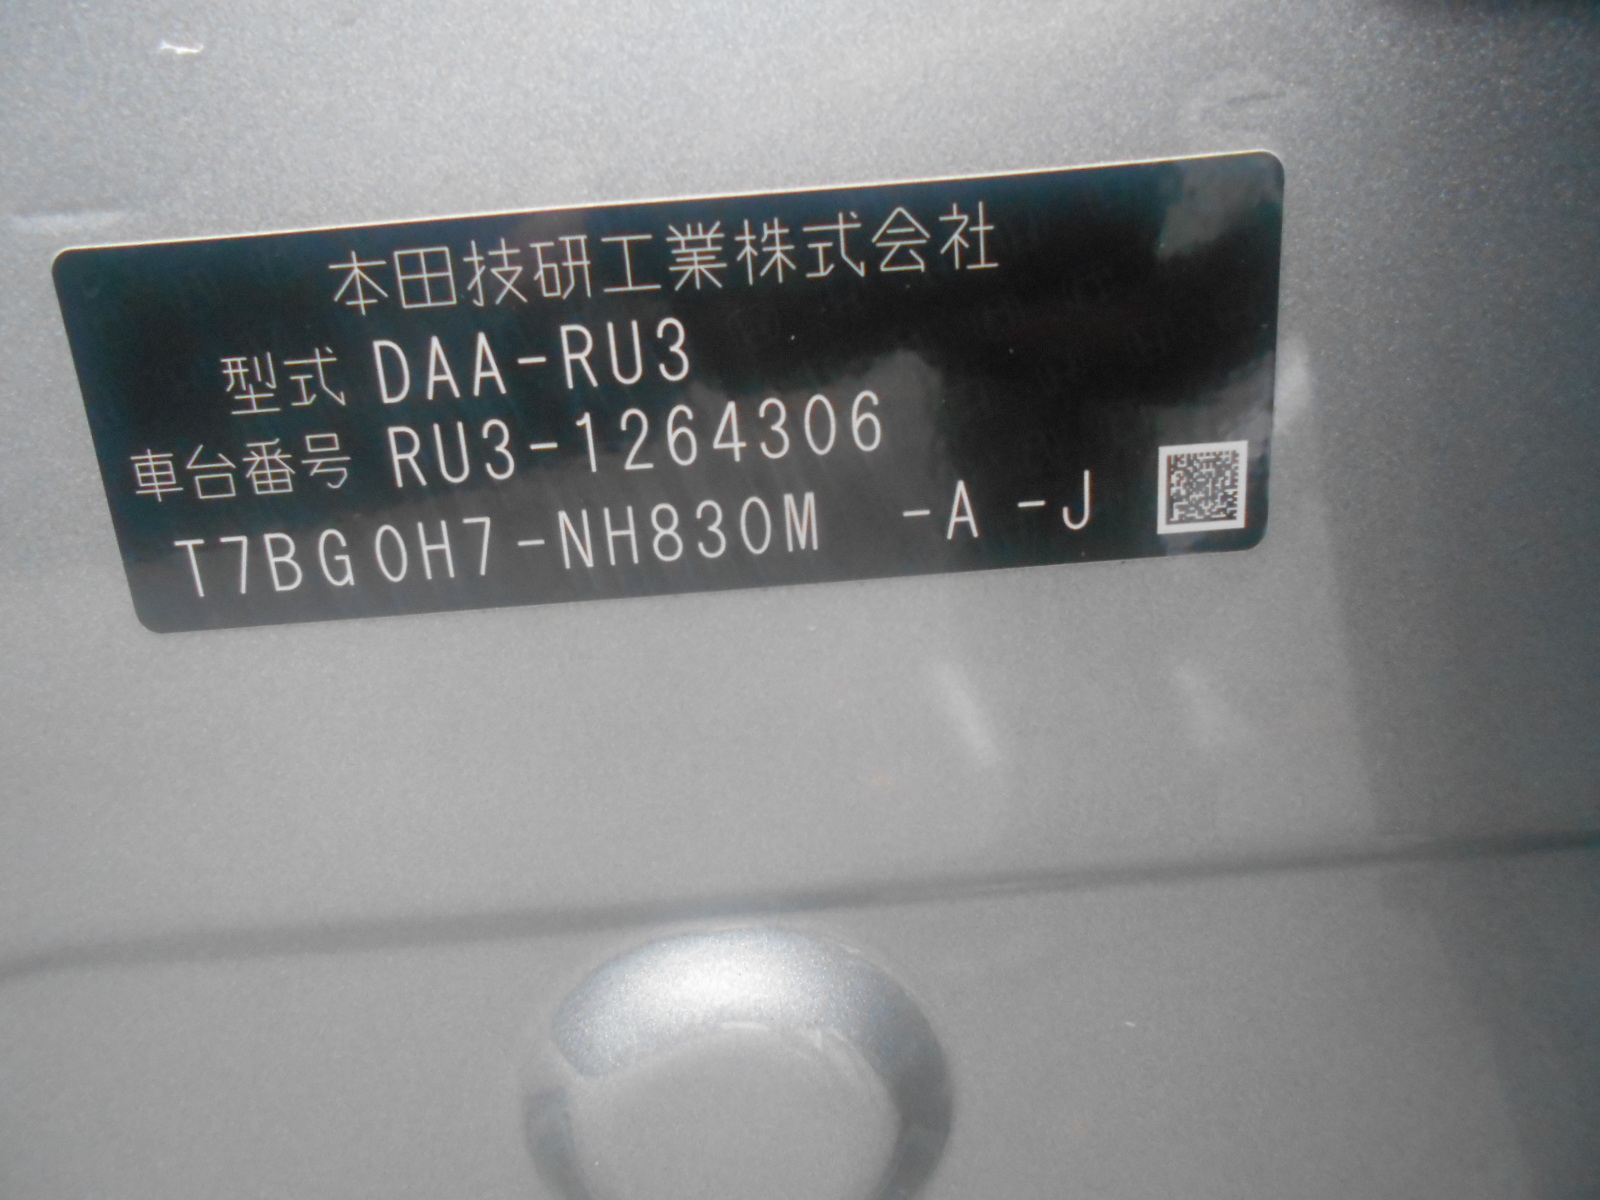 本田技研工業株式会社
型式 DAA-RU3
車台番号 RU3-1264306
T7BG0H7-NH830M -A -J